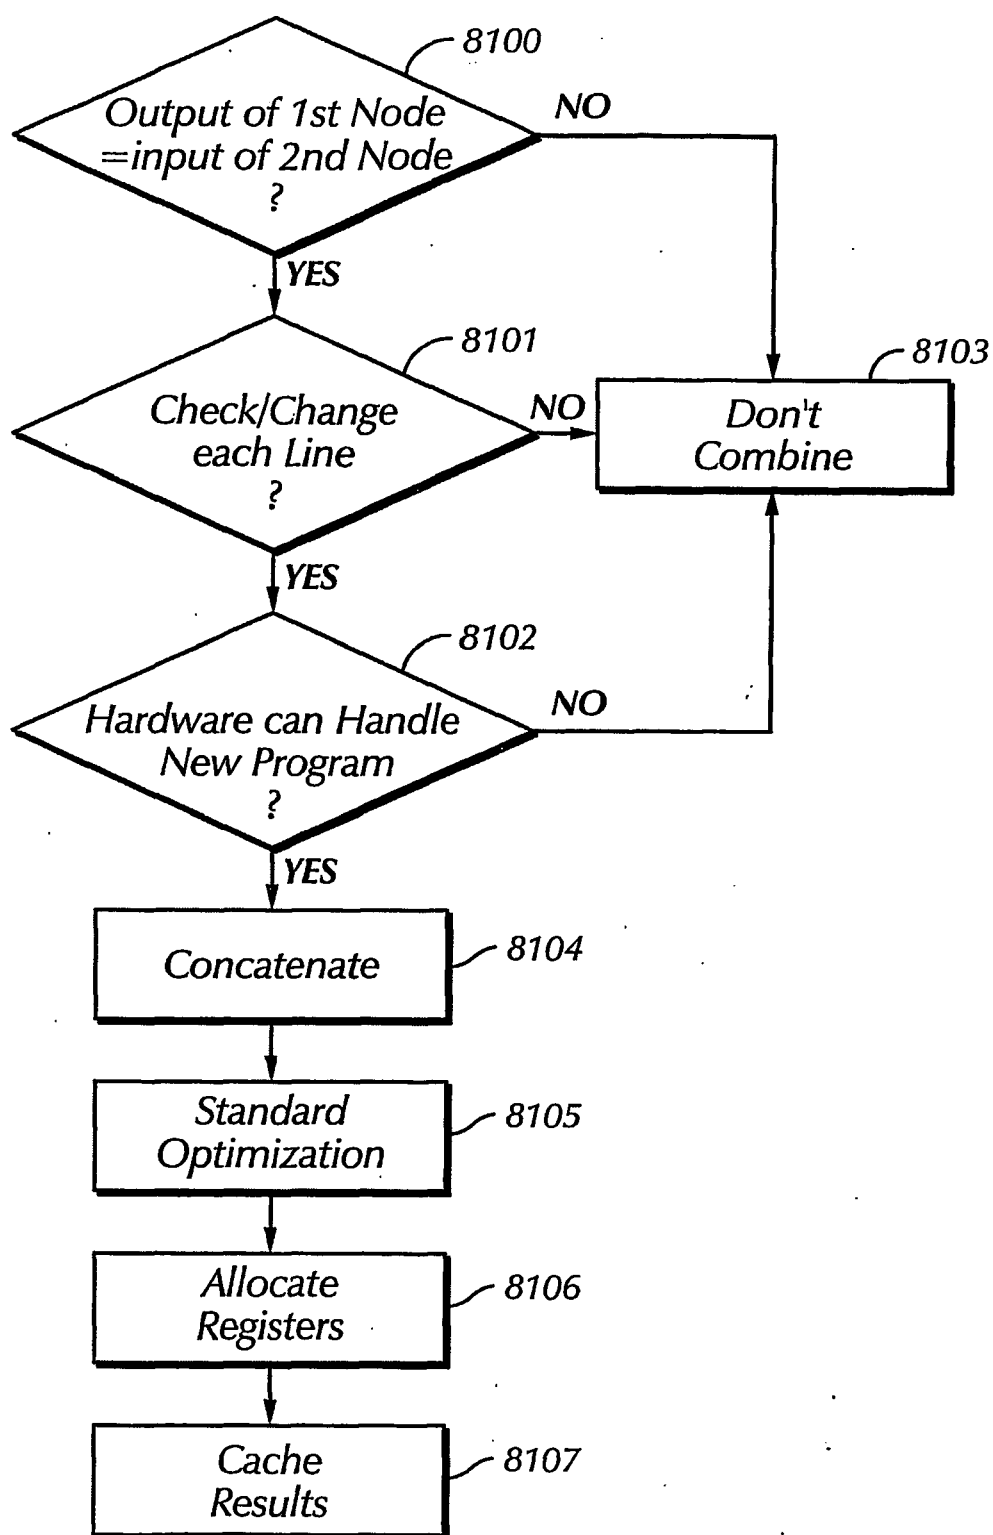 8100
Output of 1st Node
=input of 2nd Node
?
NO
YES
8101
Check/Change
each Line
?
NO
8103
Don't
Combine
YES
8102
Hardware can Handle
New Program
?
NO
YES
Concatenate
8104
Standard
Optimization
8105
Allocate
Registers
8106
Cache
Results
8107